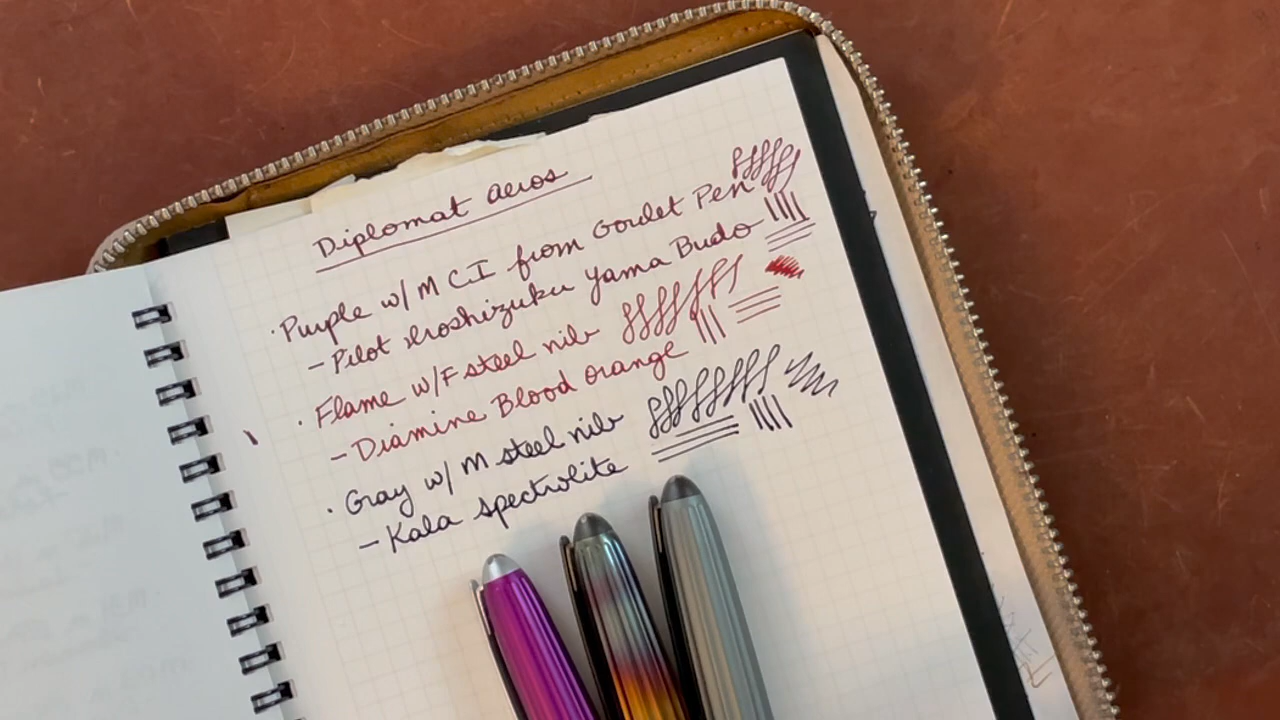 Diplomat Aeros
· Purple w/ M C.I from Goulet Pen
– Pilot Iroshizuku Yama Budo
· Flame w/F steel nib
– Diamine Blood orange
· Gray w/ M steel nib
– Kala spectrolite